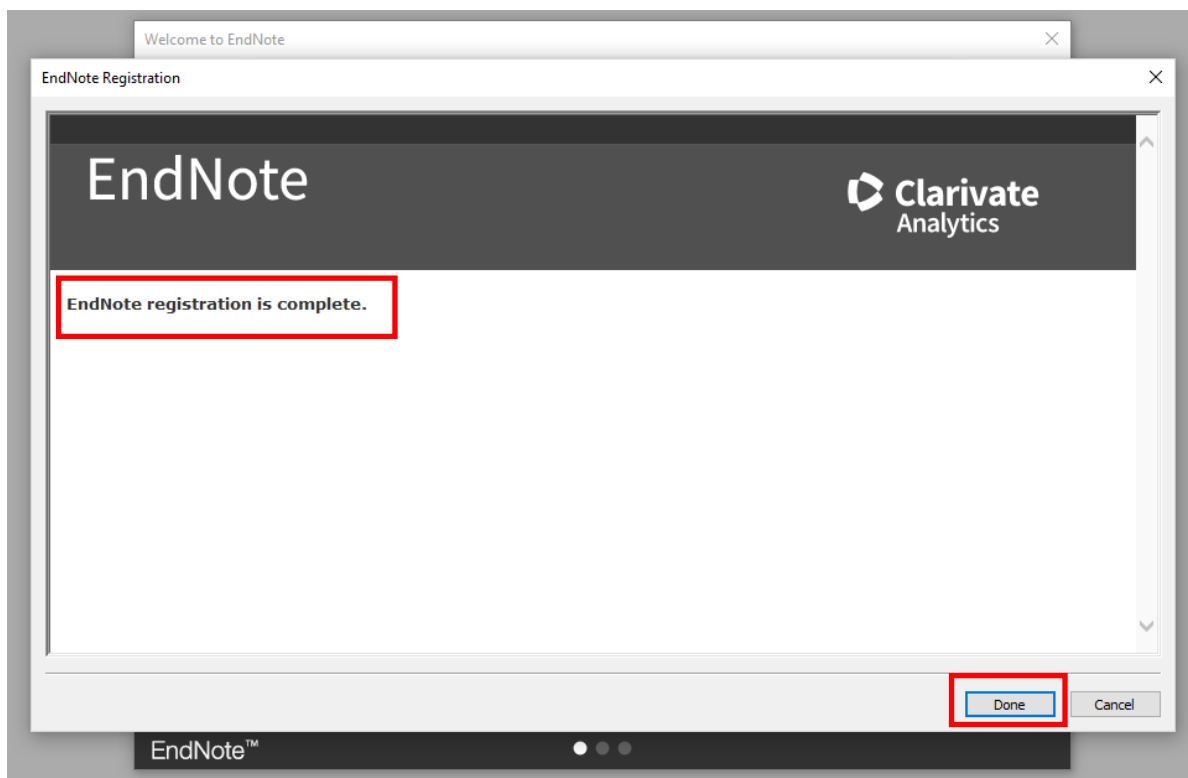 Welcome to EndNote
EndNote Registration
EndNote
Clarivate
Analytics
EndNote registration is complete.
Done
Cancel
EndNote™